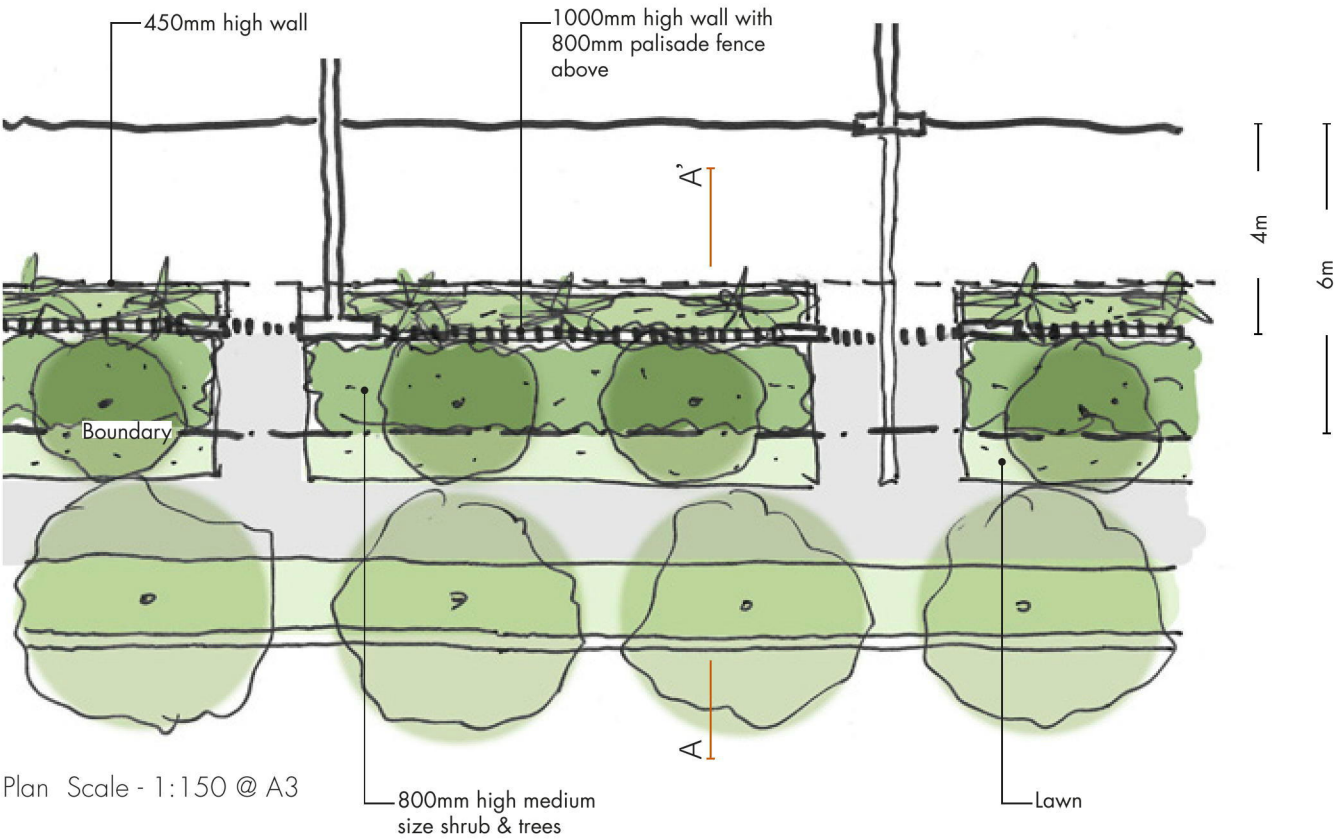 450mm high wall
1000mm high wall with
800mm palisade fence
above
A’
4m
6m
Boundary
A
Plan Scale - 1:150 @ A3
800mm high medium
size shrub & trees
Lawn